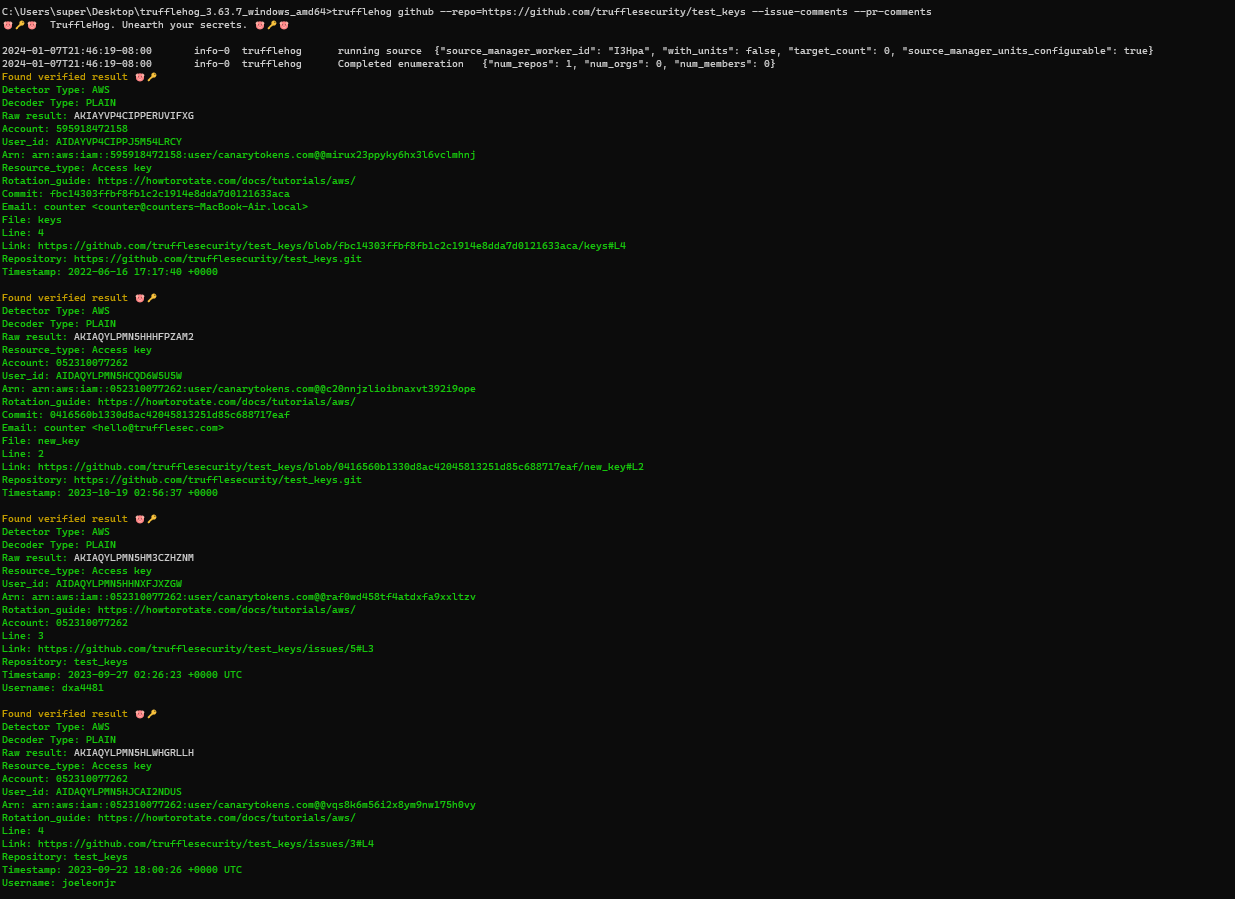 C:\Users\super\Desktop\trufflehog_3.63.7_windows_amd64>trufflehog github --repo=https://github.com/trufflesecurity/test_keys --issue-comments --pr-comments
🐷🔑🐷  TruffleHog. Unearth your secrets. 🐷🔑🐷
2024-01-07T21:46:19-08:00       info-0  trufflehog      running source  {"source_manager_worker_id": "I3Hpa", "with_units": false, "target_count": 0, "source_manager_units_configurable": true}
2024-01-07T21:46:19-08:00       info-0  trufflehog      Completed enumeration   {"num_repos": 1, "num_orgs": 0, "num_members": 0}
Found verified result 🐷🔑
Detector Type: AWS
Decoder Type: PLAIN
Raw result: AKIAYVP4CIPPERUVIFXG
Account: 595918472158
User_id: AIDAYVP4CIPPJ5M54LRCY
Arn: arn:aws:iam::595918472158:user/canarytokens.com@@mirux23ppyky6hx3l6vclmhnj
Resource_type: Access key
Rotation_guide: https://howtorotate.com/docs/tutorials/aws/
Commit: fbc14303ffbf8fb1c2c1914e8dda7d0121633aca
Email: counter <counter@counters-MacBook-Air.local>
File: keys
Line: 4
Link: https://github.com/trufflesecurity/test_keys/blob/fbc14303ffbf8fb1c2c1914e8dda7d0121633aca/keys#L4
Repository: https://github.com/trufflesecurity/test_keys.git
Timestamp: 2022-06-16 17:17:40 +0000
Found verified result 🐷🔑
Detector Type: AWS
Decoder Type: PLAIN
Raw result: AKIAQYLPMN5HHHFPZAM2
Resource_type: Access key
Account: 052310077262
User_id: AIDAQYLPMN5HCQD6W5U5W
Arn: arn:aws:iam::052310077262:user/canarytokens.com@@c20nnjzlioibnaxvt392i9ope
Rotation_guide: https://howtorotate.com/docs/tutorials/aws/
Commit: 0416560b1330d8ac42045813251d85c688717eaf
Email: counter <hello@trufflesec.com>
File: new_key
Line: 2
Link: https://github.com/trufflesecurity/test_keys/blob/0416560b1330d8ac42045813251d85c688717eaf/new_key#L2
Repository: https://github.com/trufflesecurity/test_keys.git
Timestamp: 2023-10-19 02:56:37 +0000
Found verified result 🐷🔑
Detector Type: AWS
Decoder Type: PLAIN
Raw result: AKIAQYLPMN5HM3CZHZNM
Resource_type: Access key
User_id: AIDAQYLPMN5HHNXFJXZGW
Arn: arn:aws:iam::052310077262:user/canarytokens.com@@raf0wd458tf4atdxfa9xxltzv
Rotation_guide: https://howtorotate.com/docs/tutorials/aws/
Account: 052310077262
Line: 3
Link: https://github.com/trufflesecurity/test_keys/issues/5#L3
Repository: test_keys
Timestamp: 2023-09-27 02:26:23 +0000 UTC
Username: dxa4481
Found verified result 🐷🔑
Detector Type: AWS
Decoder Type: PLAIN
Raw result: AKIAQYLPMN5HLWHGRLLH
Resource_type: Access key
Account: 052310077262
User_id: AIDAQYLPMN5HJCAI2NDUS
Arn: arn:aws:iam::052310077262:user/canarytokens.com@@vqs8k6m56i2x8ym9nw175h0vy
Rotation_guide: https://howtorotate.com/docs/tutorials/aws/
Line: 4
Link: https://github.com/trufflesecurity/test_keys/issues/3#L4
Repository: test_keys
Timestamp: 2023-09-22 18:00:26 +0000 UTC
Username: joeleonjr